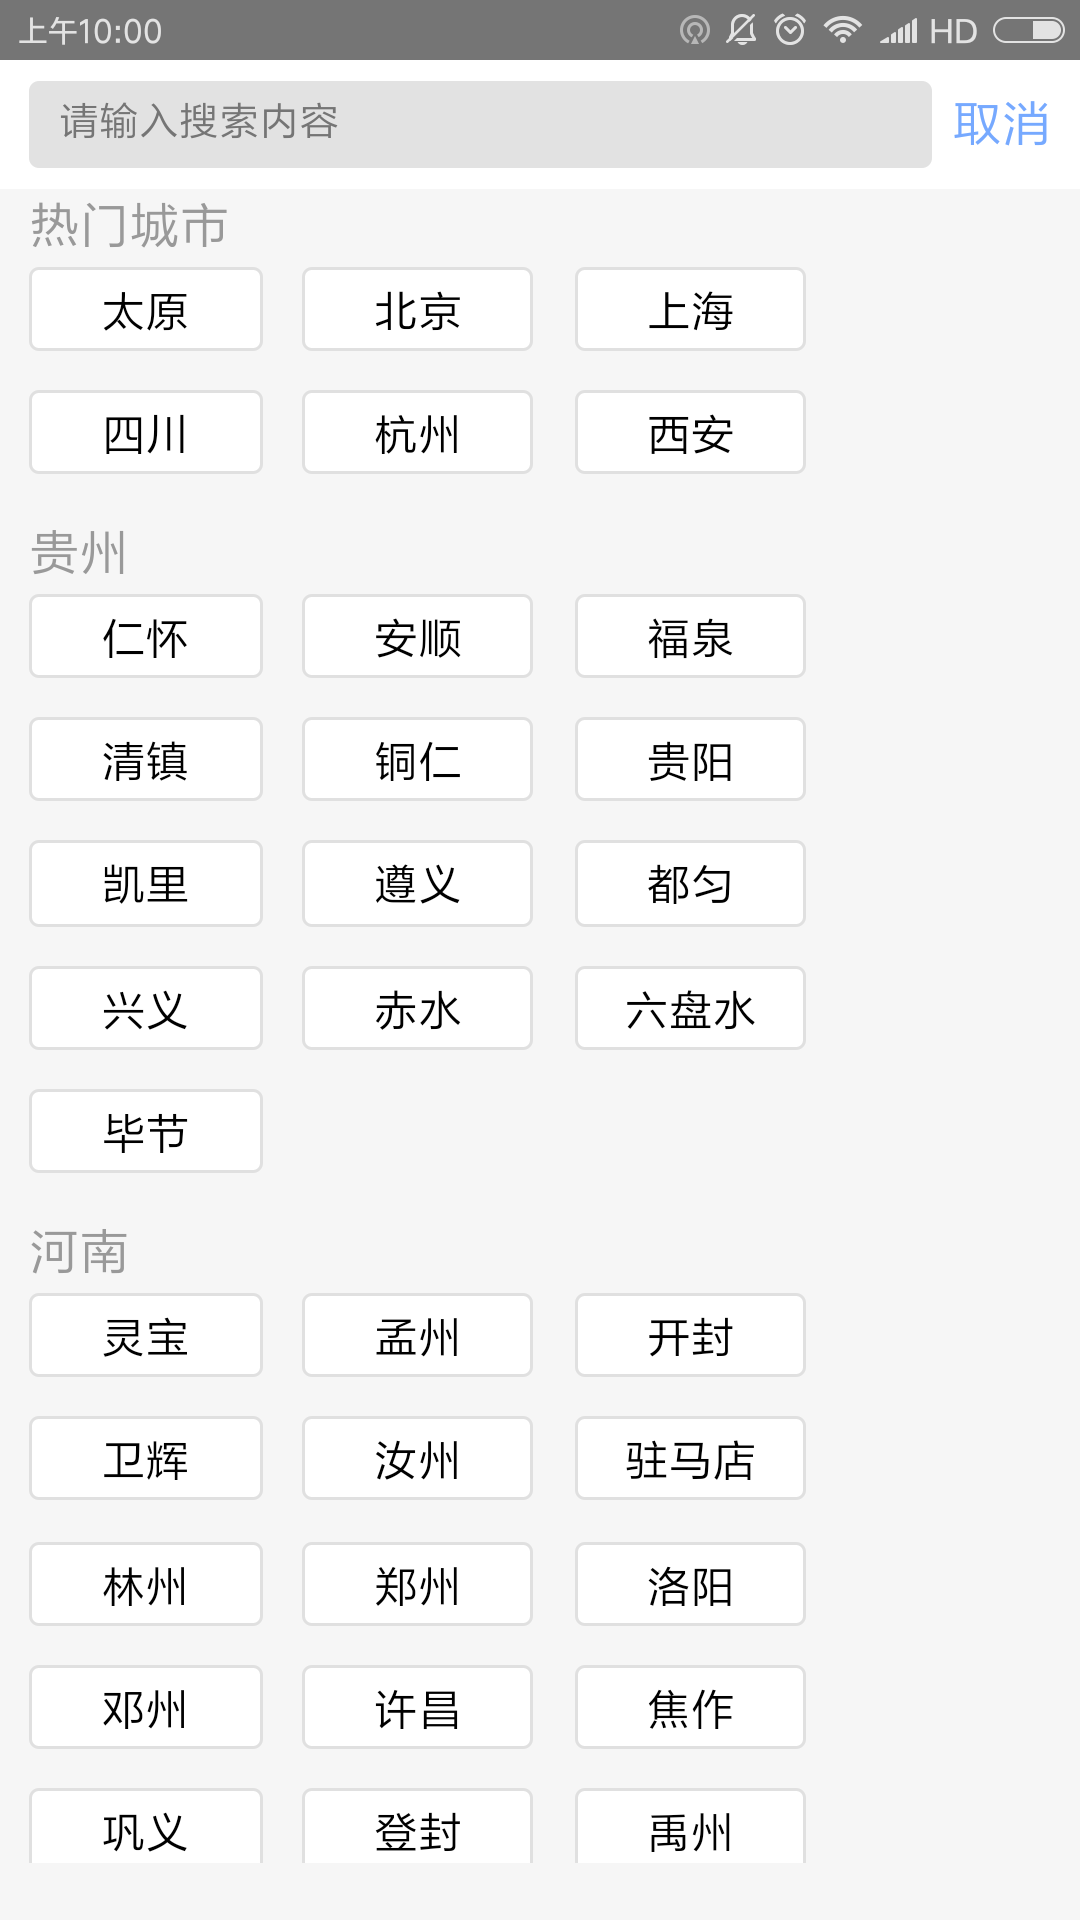 上午10:00 HD
请输入搜索内容 取消
热门城市
太原 北京 上海
四川 杭州 西安
贵州
仁怀 安顺 福泉
清镇 铜仁 贵阳
凯里 遵义 都匀
兴义 赤水 六盘水
毕节
河南
灵宝 孟州 开封
卫辉 汝州 驻马店
林州 郑州 洛阳
邓州 许昌 焦作
巩义 登封 禹州